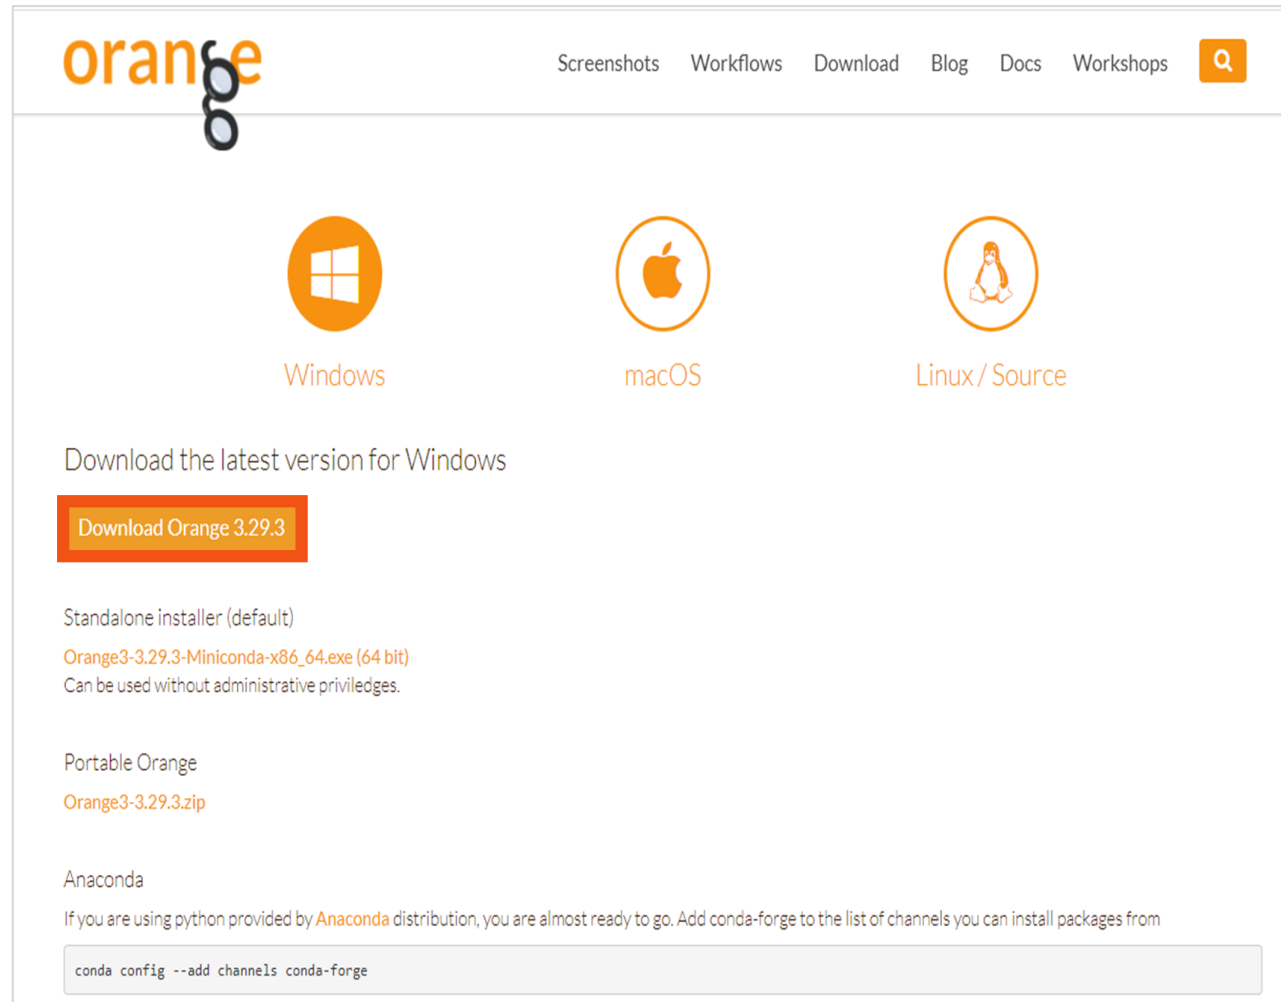 orange
Screenshots Workflows Download Blog Docs Workshops
Windows macOS Linux / Source
Download the latest version for Windows
Download Orange 3.29.3
Standalone installer (default)
Orange3-3.29.3-Miniconda-x86_64.exe (64 bit)
Can be used without administrative priviledges.
Portable Orange
Orange3-3.29.3.zip
Anaconda
If you are using python provided by Anaconda distribution, you are almost ready to go. Add conda-forge to the list of channels you can install packages from
conda config --add channels conda-forge